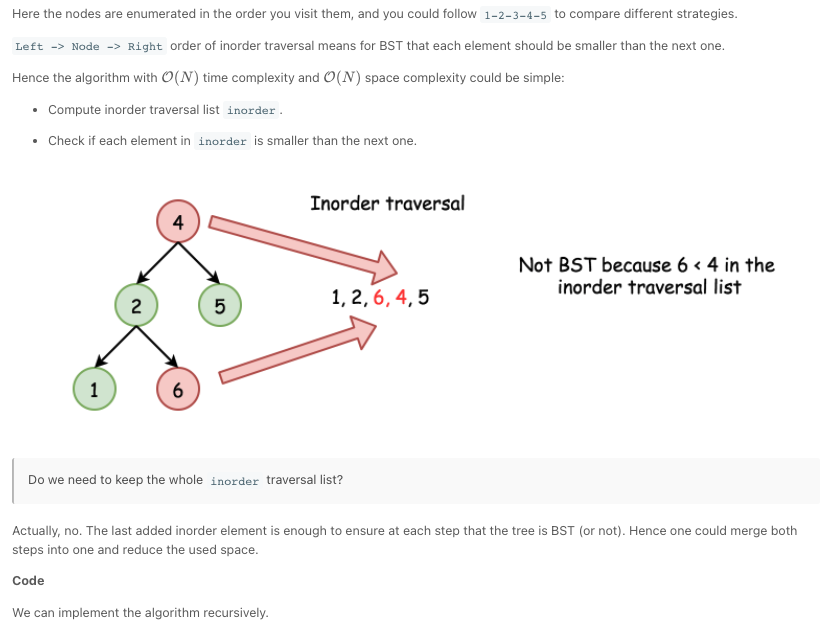 Here the nodes are enumerated in the order you visit them, and you could follow 1-2-3-4-5 to compare different strategies.
Left -> Node -> Right order of inorder traversal means for BST that each element should be smaller than the next one.
Hence the algorithm with O(N) time complexity and O(N) space complexity could be simple:
• Compute inorder traversal list inorder .
• Check if each element in inorder is smaller than the next one.
Inorder traversal
4
Not BST because 6 < 4 in the
inorder traversal list
2
5
1, 2, 6, 4, 5
1
6
Do we need to keep the whole inorder traversal list?
Actually, no. The last added inorder element is enough to ensure at each step that the tree is BST (or not). Hence one could merge both
steps into one and reduce the used space.
Code
We can implement the algorithm recursively.